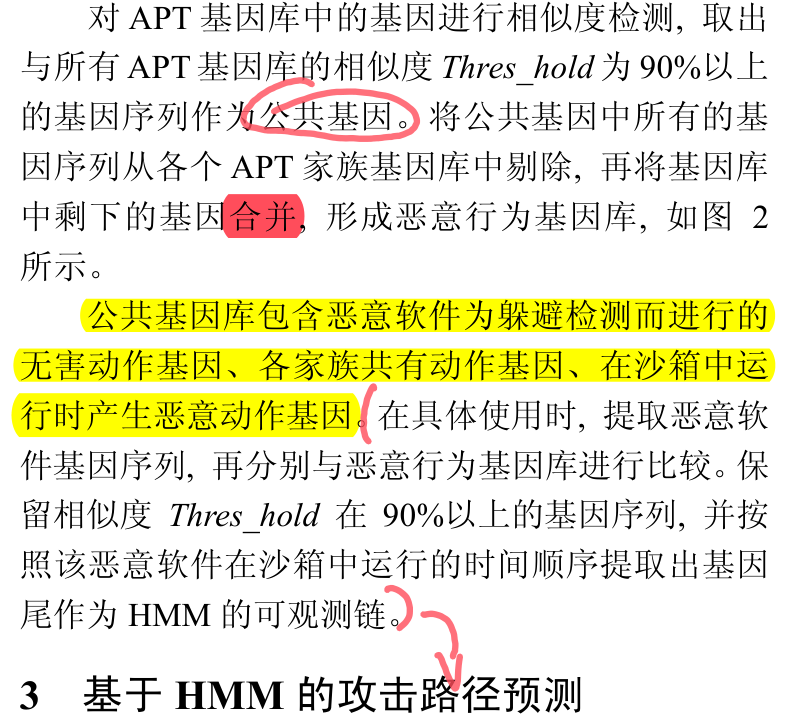 对 APT 基因库中的基因进行相似度检测, 取出
与所有 APT 基因库的相似度 Thres_hold 为 90%以上
的基因序列作为公共基因。将公共基因中所有的基
因序列从各个 APT 家族基因库中剔除, 再将基因库
中剩下的基因合并, 形成恶意行为基因库, 如图 2
所示。
公共基因库包含恶意软件为躲避检测而进行的
无害动作基因、各家族共有动作基因、在沙箱中运
行时产生恶意动作基因。在具体使用时, 提取恶意软
件基因序列, 再分别与恶意行为基因库进行比较。保
留相似度 Thres_hold 在 90%以上的基因序列, 并按
照该恶意软件在沙箱中运行的时间顺序提取出基因
尾作为 HMM 的可观测链。
3 基于 HMM 的攻击路径预测